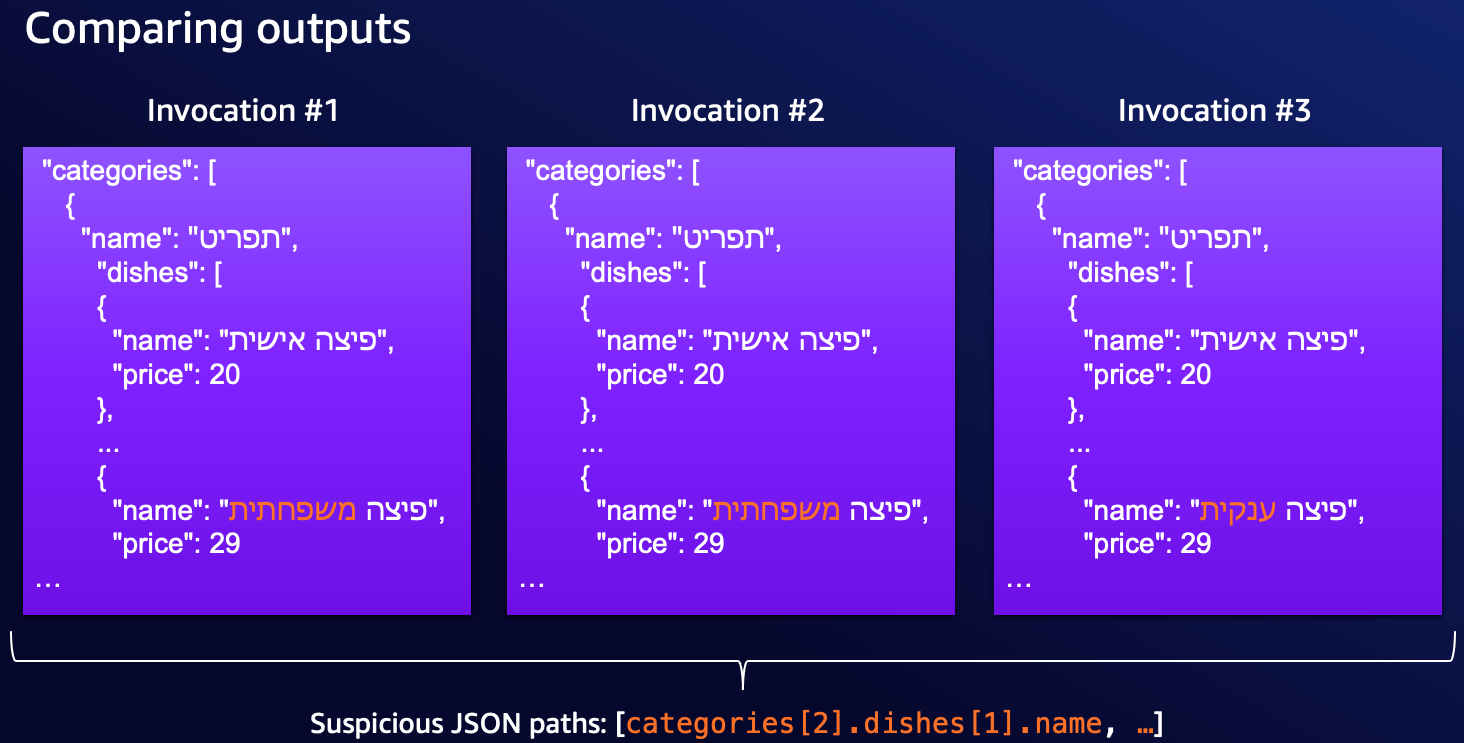 Comparing outputs
Invocation #1
"categories": [
{
"name": "תפריט",
"dishes": [
{
"name": "פיצה אישית",
"price": 20
},
...
{
"name": "פיצה משפחתית",
"price": 29
...
Invocation #2
"categories": [
{
"name": "תפריט",
"dishes": [
{
"name": "פיצה אישית",
"price": 20
},
...
{
"name": "פיצה משפחתית",
"price": 29
...
Invocation #3
"categories": [
{
"name": "תפריט",
"dishes": [
{
"name": "פיצה אישית",
"price": 20
},
...
{
"name": "פיצה ענקית",
"price": 29
...
Suspicious JSON paths: [categories[2].dishes[1].name, …]